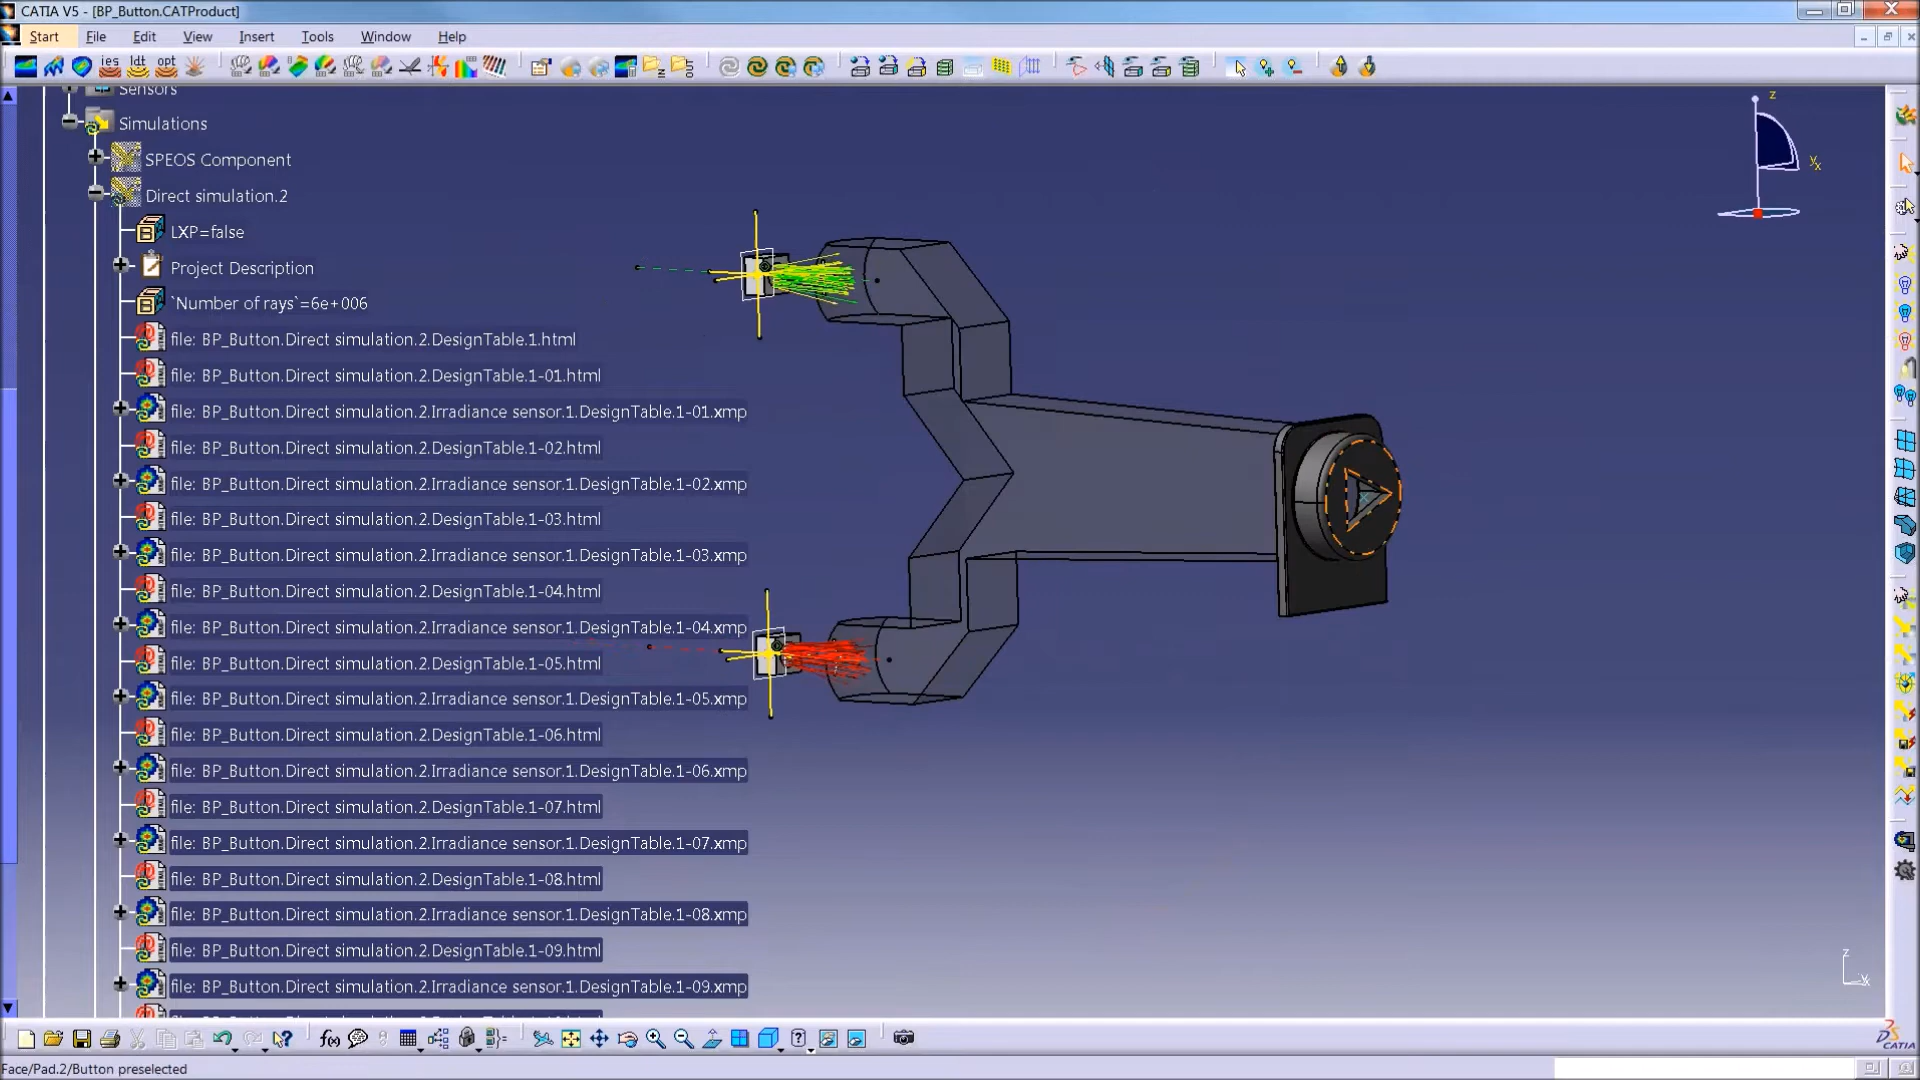 CATIA V5 - [BP_Button.CATProduct]
Start File Edit View Insert Tools Window Help
ies ldt opt
Sensors
Simulations
SPEOS Component
Direct simulation.2
LXP=false
Project Description
`Number of rays`=6e+006
file: BP_Button.Direct simulation.2.DesignTable.1.html
file: BP_Button.Direct simulation.2.DesignTable.1-01.html
file: BP_Button.Direct simulation.2.Irradiance sensor.1.DesignTable.1-01.xmp
file: BP_Button.Direct simulation.2.DesignTable.1-02.html
file: BP_Button.Direct simulation.2.Irradiance sensor.1.DesignTable.1-02.xmp
file: BP_Button.Direct simulation.2.DesignTable.1-03.html
file: BP_Button.Direct simulation.2.Irradiance sensor.1.DesignTable.1-03.xmp
file: BP_Button.Direct simulation.2.DesignTable.1-04.html
file: BP_Button.Direct simulation.2.Irradiance sensor.1.DesignTable.1-04.xmp
file: BP_Button.Direct simulation.2.DesignTable.1-05.html
file: BP_Button.Direct simulation.2.Irradiance sensor.1.DesignTable.1-05.xmp
file: BP_Button.Direct simulation.2.DesignTable.1-06.html
file: BP_Button.Direct simulation.2.Irradiance sensor.1.DesignTable.1-06.xmp
file: BP_Button.Direct simulation.2.DesignTable.1-07.html
file: BP_Button.Direct simulation.2.Irradiance sensor.1.DesignTable.1-07.xmp
file: BP_Button.Direct simulation.2.DesignTable.1-08.html
file: BP_Button.Direct simulation.2.Irradiance sensor.1.DesignTable.1-08.xmp
file: BP_Button.Direct simulation.2.DesignTable.1-09.html
file: BP_Button.Direct simulation.2.Irradiance sensor.1.DesignTable.1-09.xmp
z
y x
z
CATIA
Face/Pad.2/Button preselected